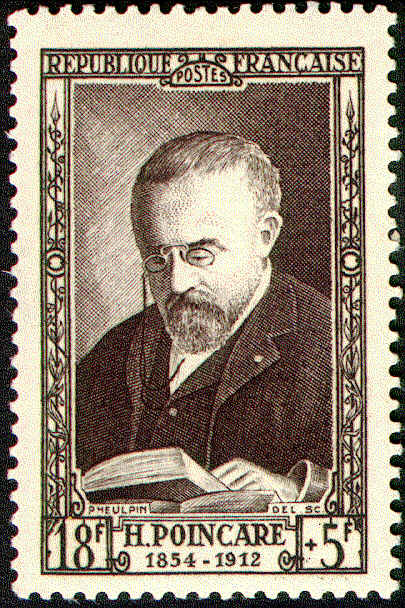 REPUBLIQUE FRANÇAISE
POSTES
PHEULPIN DEL. SC.
18F H. POINCARE +5F
1854-1912